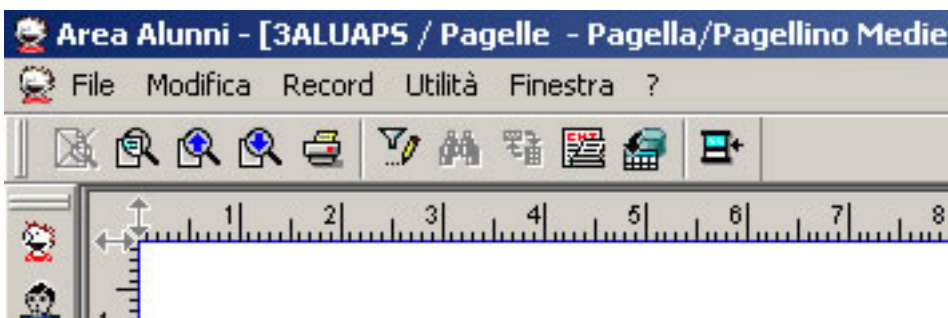 Area Alunni - [3ALUAPS / Pagelle - Pagella/Pagellino Medie
File Modifica Record Utilità Finestra ?
1 2 3 4 5 6 7 8